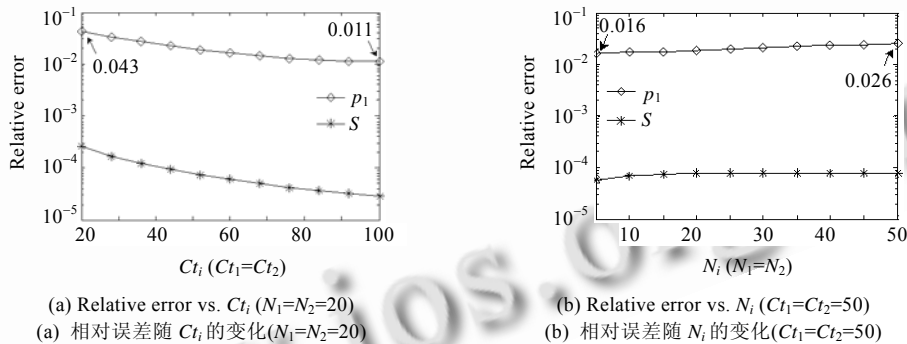 Relative error
10⁻¹
10⁻²
10⁻³
10⁻⁴
10⁻⁵
0.043
0.011
p₁
S
20 40 60 80 100
Ctᵢ (Ct₁=Ct₂)
(a) Relative error vs. Ctᵢ (N₁=N₂=20)
(a) 相对误差随 Ctᵢ 的变化(N₁=N₂=20)
Relative error
10⁻¹
10⁻²
10⁻³
10⁻⁴
10⁻⁵
0.016
0.026
p₁
S
10 20 30 40 50
Nᵢ (N₁=N₂)
(b) Relative error vs. Nᵢ (Ct₁=Ct₂=50)
(b) 相对误差随 Nᵢ 的变化(Ct₁=Ct₂=50)